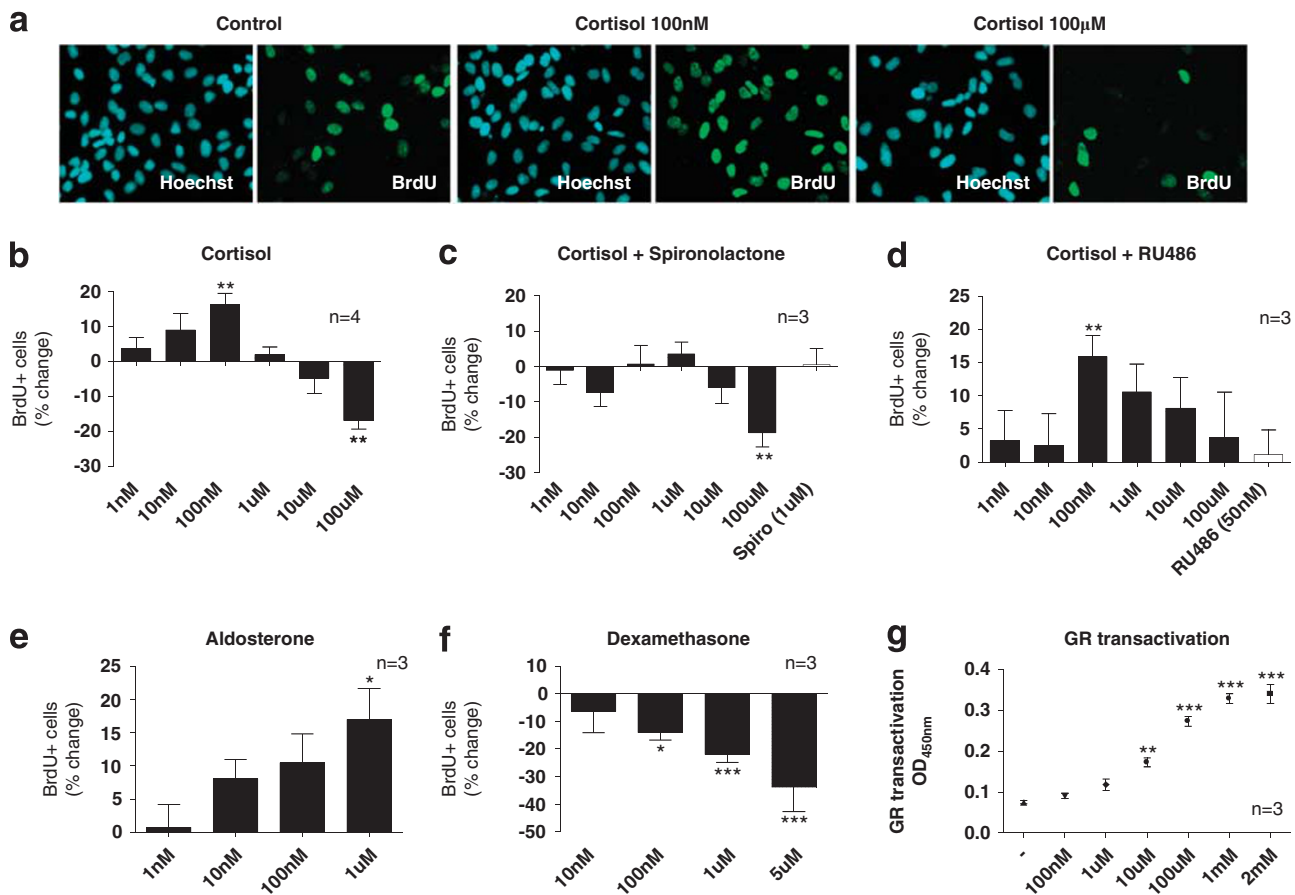 a
Control
Cortisol 100nM
Cortisol 100μM
Hoechst
BrdU
Hoechst
BrdU
Hoechst
BrdU
b
Cortisol
BrdU+ cells
(% change)
20
10
0
-10
-20
-30
**
**
n=4
1nM
10nM
100nM
1uM
10uM
100uM
c
Cortisol + Spironolactone
BrdU+ cells
(% change)
20
10
0
-10
-20
-30
**
n=3
1nM
10nM
100nM
1uM
10uM
100uM
Spiro (1uM)
d
Cortisol + RU486
BrdU+ cells
(% change)
25
20
15
10
5
0
**
n=3
1nM
10nM
100nM
1uM
10uM
100uM
RU486 (50nM)
e
Aldosterone
BrdU+ cells
(% change)
25
20
15
10
5
0
*
n=3
1nM
10nM
100nM
1uM
f
Dexamethasone
BrdU+ cells
(% change)
10
0
-10
-20
-30
-40
-50
*
***
***
n=3
10nM
100nM
1uM
5uM
g
GR transactivation
GR transactivation
OD450nm
0.4
0.3
0.2
0.1
0.0
**
***
***
***
n=3
-
100nM
1uM
10uM
100uM
1mM
2mM